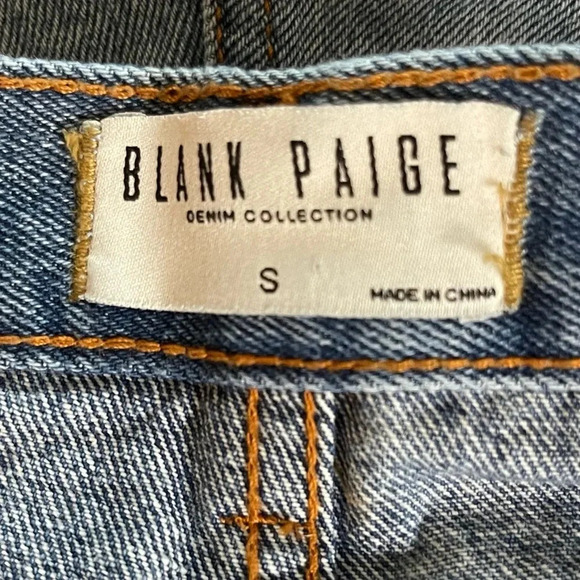 BLANK PAIGE
DENIM COLLECTION
S
MADE IN CHINA